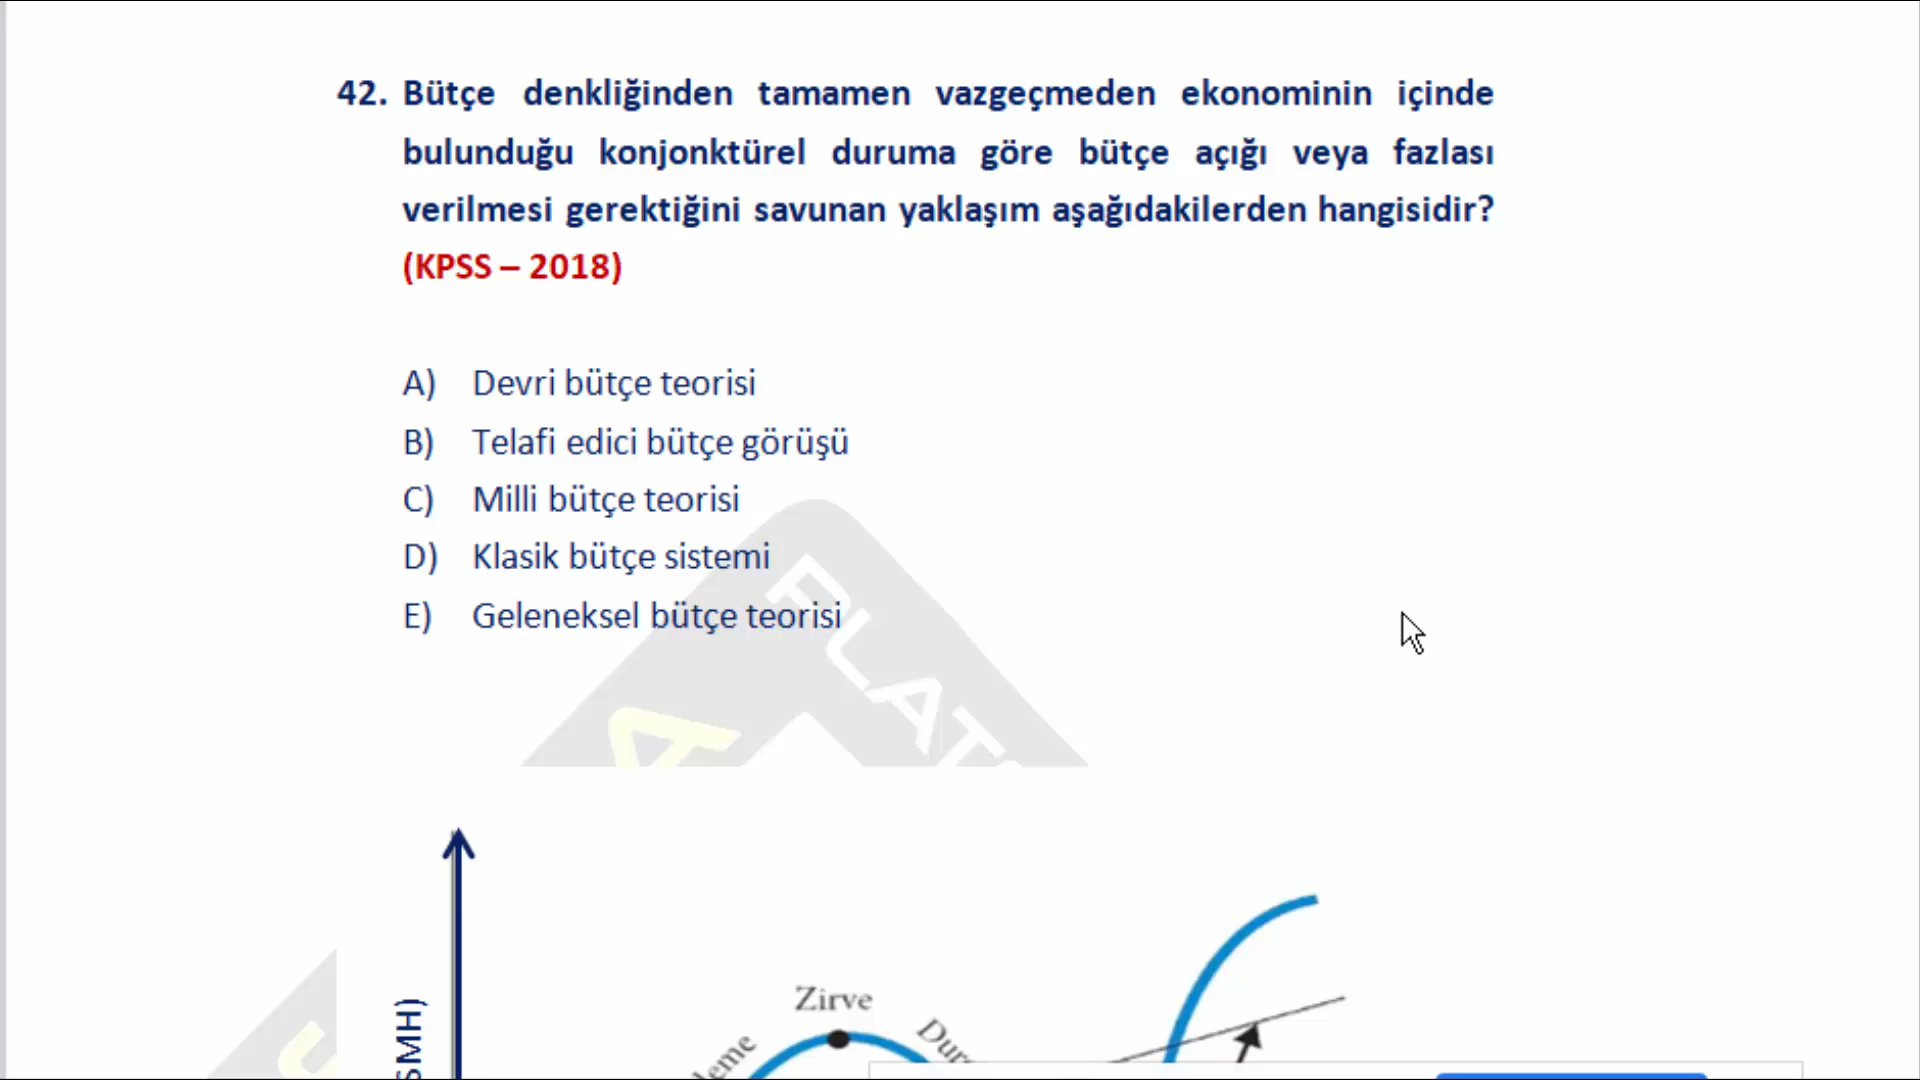 42. Bütçe denkliğinden tamamen vazgeçmeden ekonominin içinde
bulunduğu konjonktürel duruma göre bütçe açığı veya fazlası
verilmesi gerektiğini savunan yaklaşım aşağıdakilerden hangisidir?
(KPSS – 2018)
A) Devri bütçe teorisi
B) Telafi edici bütçe görüşü
C) Milli bütçe teorisi
D) Klasik bütçe sistemi
E) Geleneksel bütçe teorisi
PLAT
A
Zirve